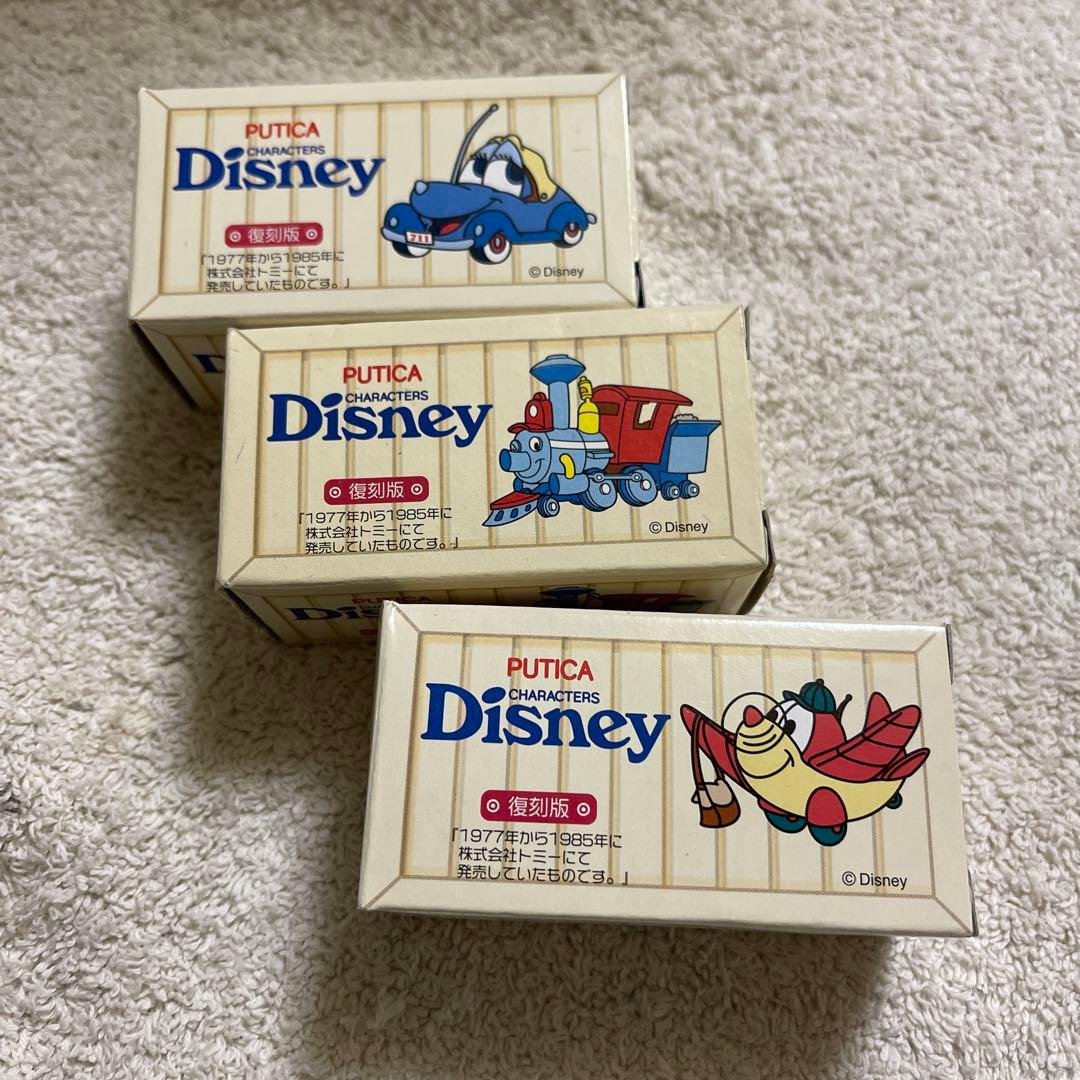 PUTICA
CHARACTERS
Disney
復刻版
「1977年から1985年に
株式会社トミーにて
発売していたものです。」
711
© Disney
D
PUTICA
CHARACTERS
Disney
復刻版
「1977年から1985年に
株式会社トミーにて
発売していたものです。」
© Disney
PUTICA
Disney
PUTICA
CHARACTERS
Disney
復刻版
「1977年から1985年に
株式会社トミーにて
発売していたものです。」
© Disney